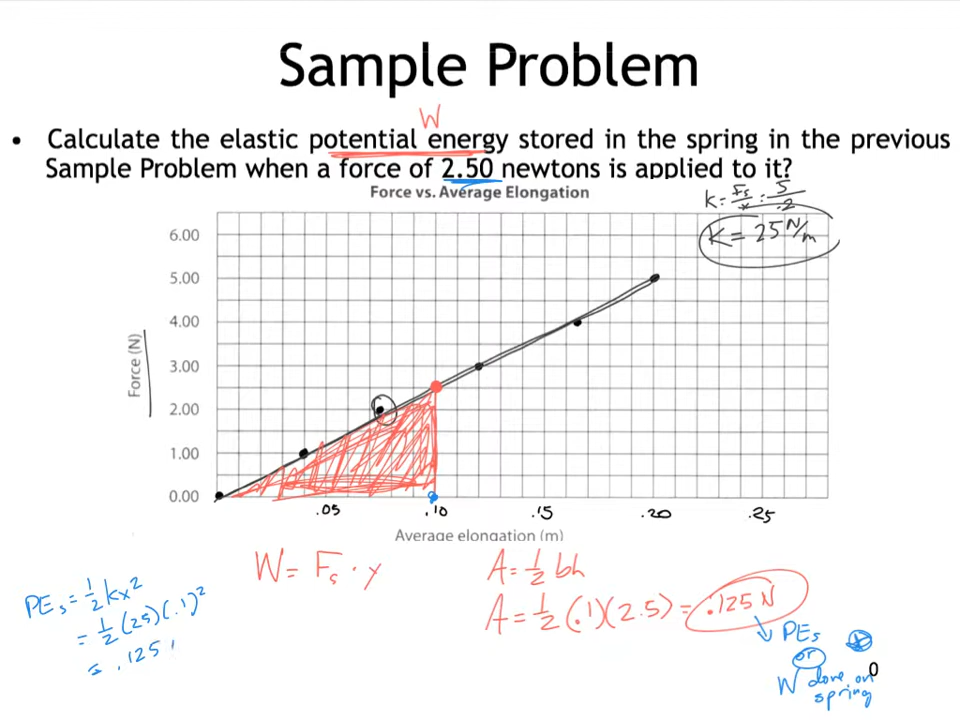 Sample Problem
W
• Calculate the elastic potential energy stored in the spring in the previous
Sample Problem when a force of 2.50 newtons is applied to it?
Force vs. Average Elongation
k = Fs/x = 5/.2
k = 25 N/m
6.00
5.00
4.00
3.00
2.00
1.00
0.00
Force (N)
.05 .10 .15 .20 .25
Average elongation (m)
W = Fs · y
A = 1/2 bh
A = 1/2 (.1)(2.5) = .125 N
PEs = 1/2 kx²
= 1/2 (25)(.1)²
= .125
↓ PEs
or
W done on
spring